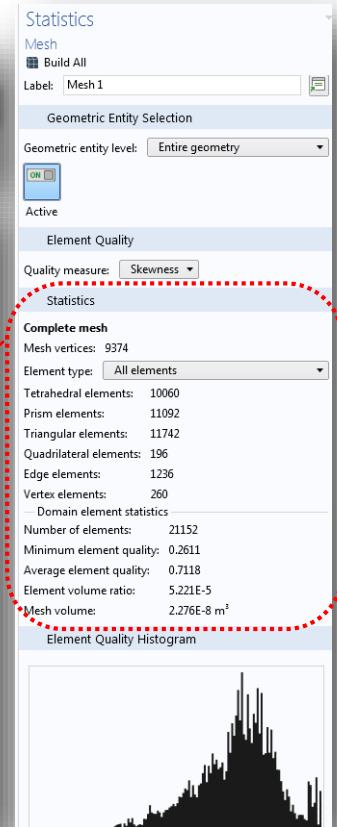 Statistics
Mesh
Build All
Label: Mesh 1
Geometric Entity Selection
Geometric entity level: Entire geometry
ON
Active
Element Quality
Quality measure: Skewness
Statistics
Complete mesh
Mesh vertices: 9374
Element type: All elements
Tetrahedral elements: 10060
Prism elements: 11092
Triangular elements: 11742
Quadrilateral elements: 196
Edge elements: 1236
Vertex elements: 260
Domain element statistics
Number of elements: 21152
Minimum element quality: 0.2611
Average element quality: 0.7118
Element volume ratio: 5.221E-5
Mesh volume: 2.276E-8 m³
Element Quality Histogram